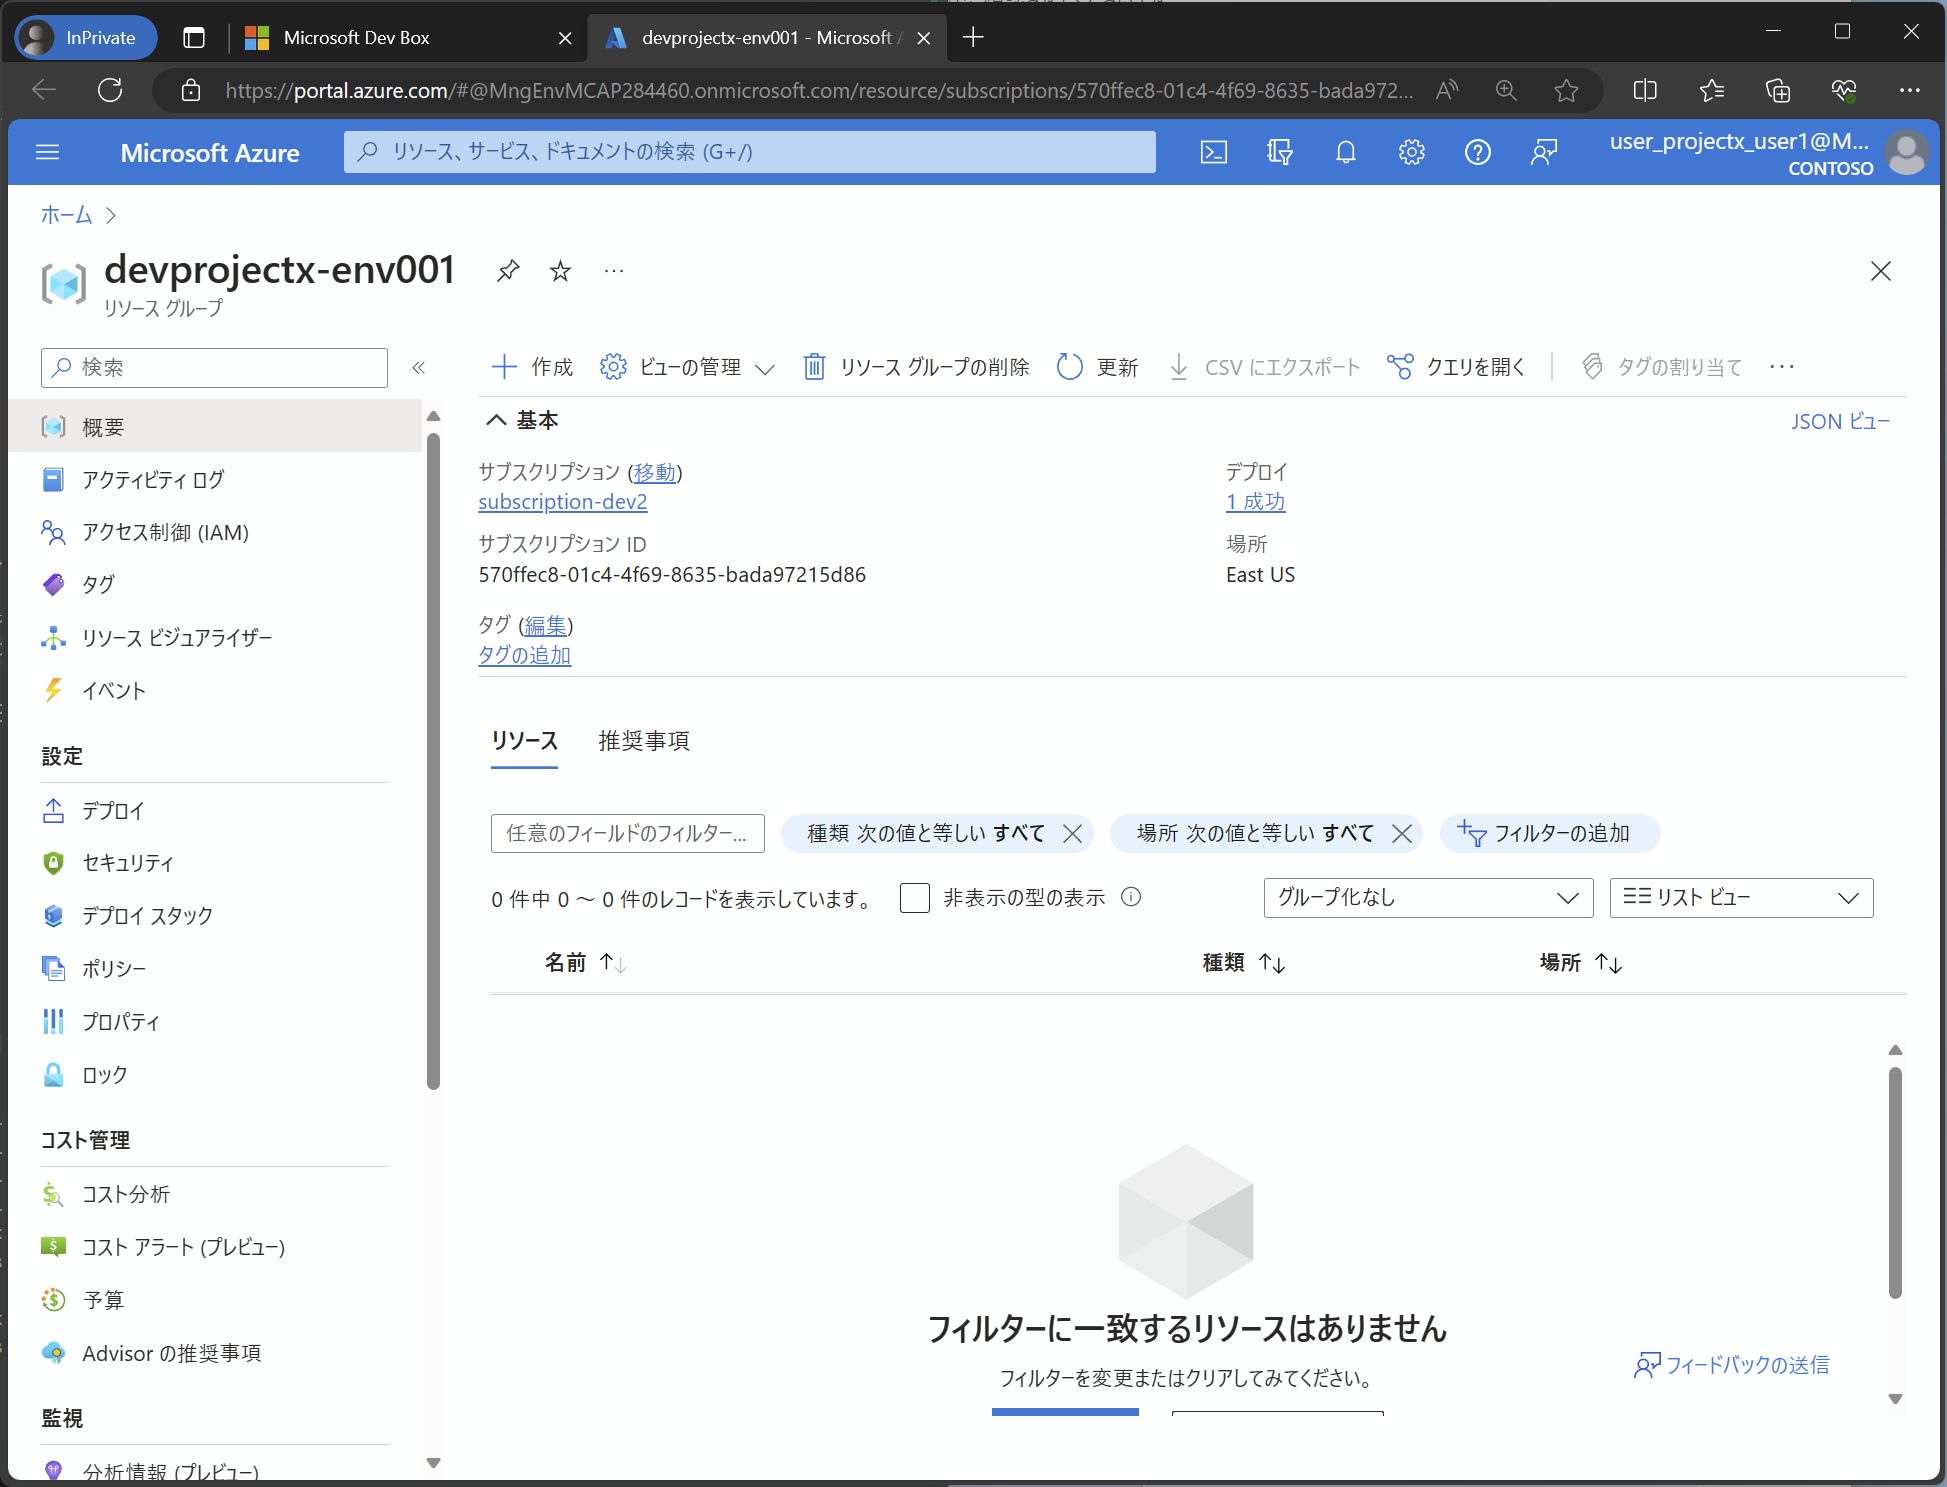 InPrivate
Microsoft Dev Box
devprojectx-env001 - Microsoft A
https://portal.azure.com/#@MngEnvMCAP284460.onmicrosoft.com/resource/subscriptions/570ffec8-01c4-4f69-8635-bada972...
Microsoft Azure
リソース、サービス、ドキュメントの検索 (G+/)
user_projectx_user1@M...
CONTOSO
ホーム
devprojectx-env001
リソース グループ
検索
作成
ビューの管理
リソース グループの削除
更新
CSV にエクスポート
クエリを開く
タグの割り当て
概要
アクティビティ ログ
アクセス制御 (IAM)
タグ
リソース ビジュアライザー
イベント
設定
デプロイ
セキュリティ
デプロイ スタック
ポリシー
プロパティ
ロック
コスト管理
コスト分析
コスト アラート (プレビュー)
予算
Advisor の推奨事項
監視
分析情報 (プレビュー)
基本
JSON ビュー
サブスクリプション (移動)
subscription-dev2
サブスクリプション ID
570ffec8-01c4-4f69-8635-bada97215d86
タグ (編集)
タグの追加
デプロイ
1 成功
場所
East US
リソース
推奨事項
任意のフィールドのフィルター...
種類 次の値と等しい すべて
場所 次の値と等しい すべて
フィルターの追加
0 件中 0 ～ 0 件のレコードを表示しています。
非表示の型の表示
グループ化なし
リスト ビュー
名前
種類
場所
フィルターに一致するリソースはありません
フィルターを変更またはクリアしてみてください。
フィードバックの送信